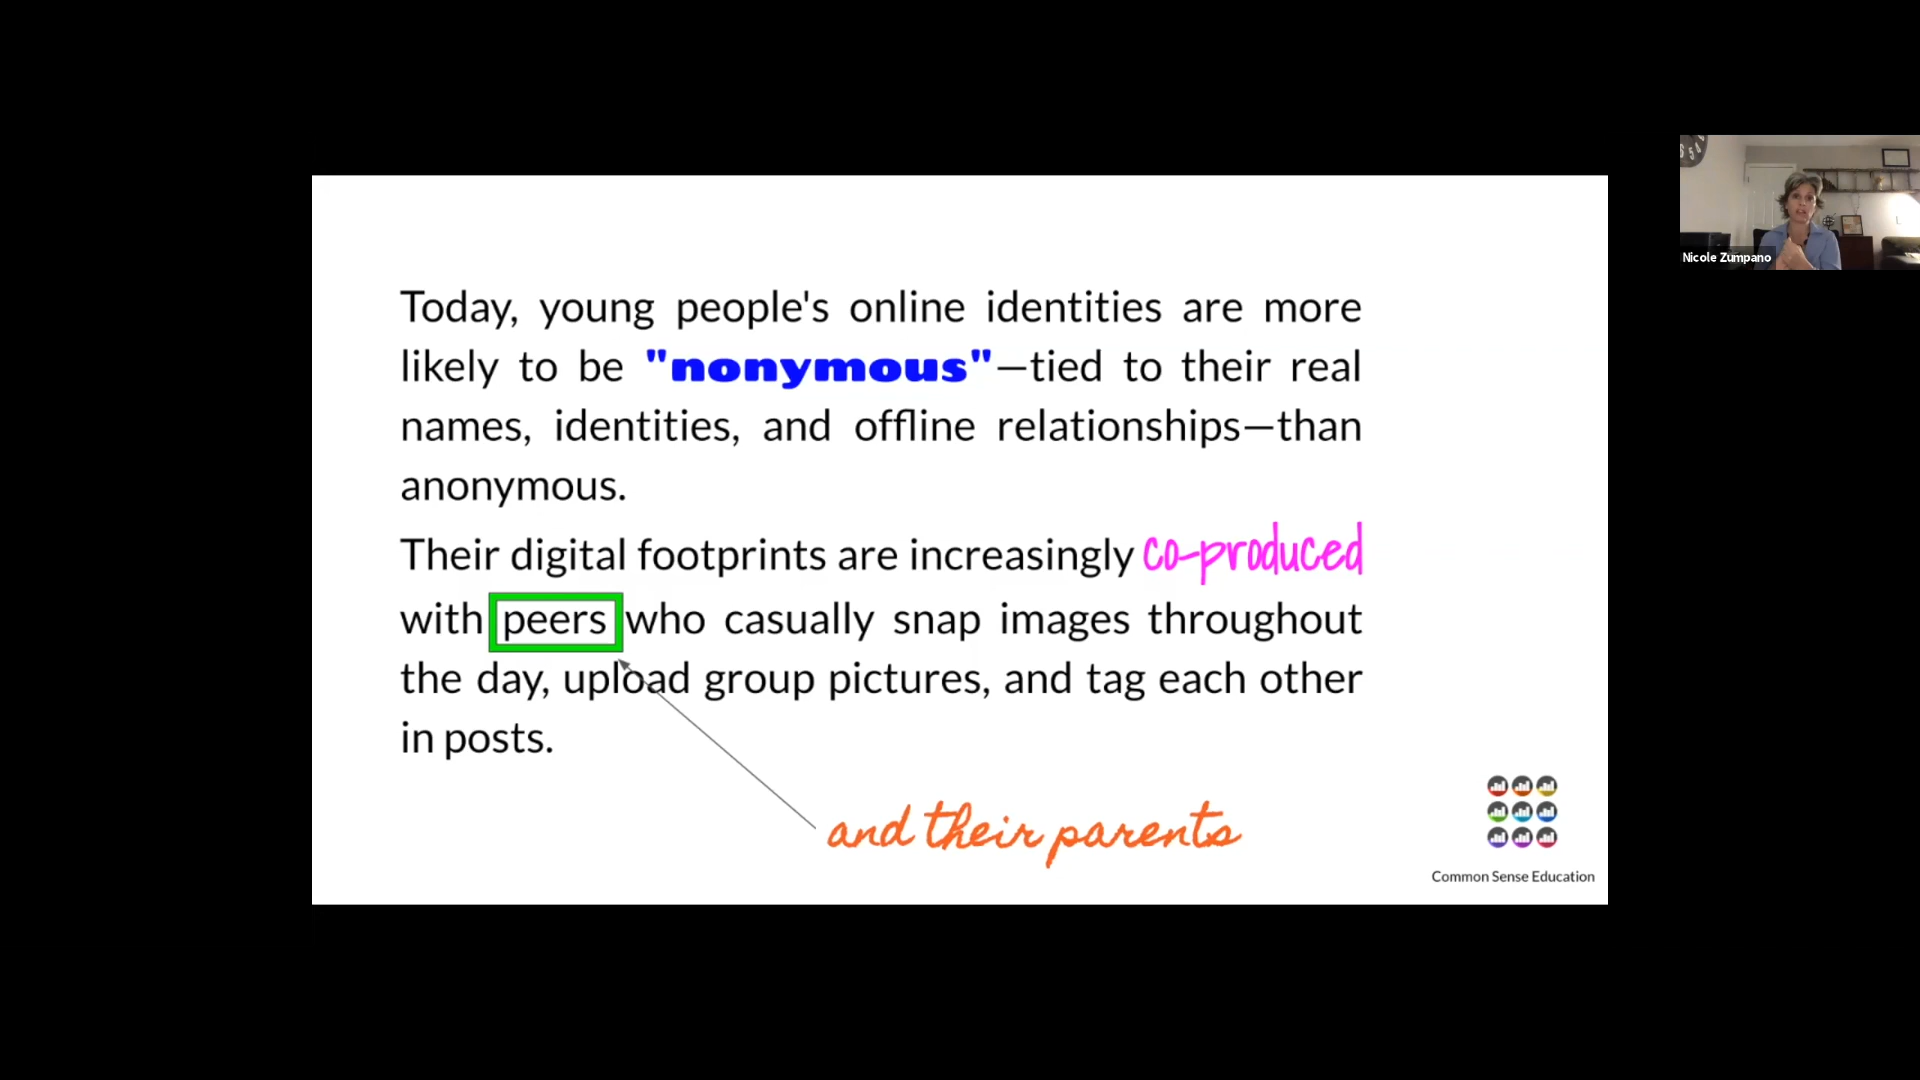 Today, young people's online identities are more
likely to be "nonymous"—tied to their real
names, identities, and offline relationships—than
anonymous.
Their digital footprints are increasingly co-produced
with peers who casually snap images throughout
the day, upload group pictures, and tag each other
in posts.
and their parents
Common Sense Education
Nicole Zumpano